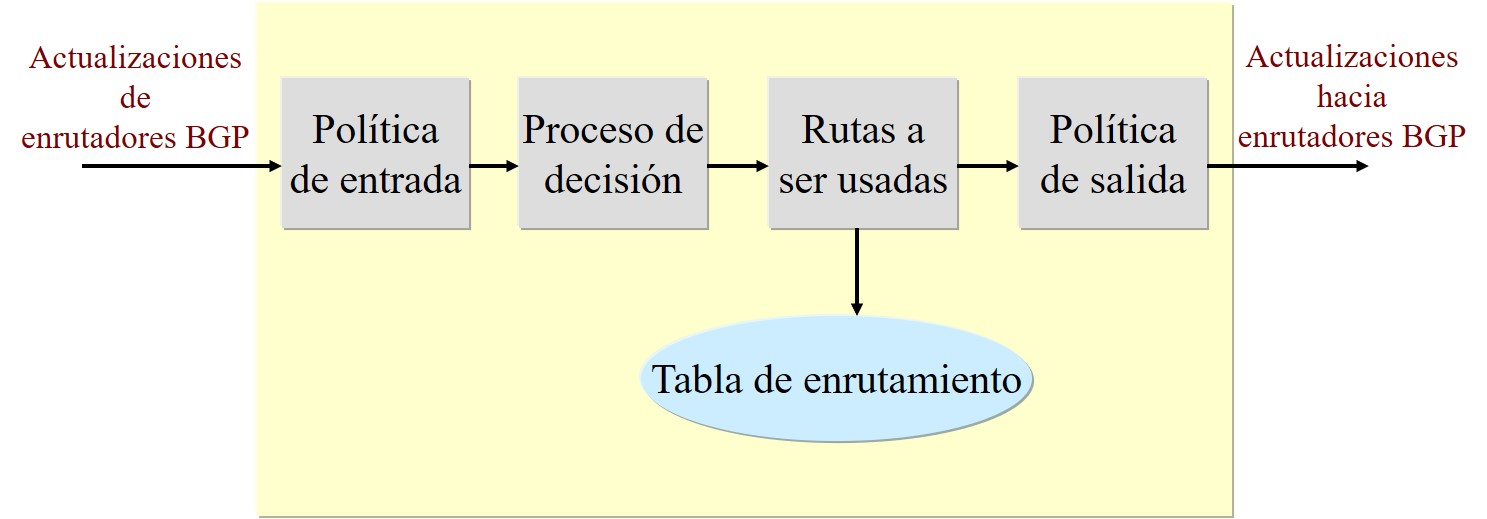 Actualizaciones
de
enrutadores BGP
Política
de entrada
Proceso de
decisión
Rutas a
ser usadas
Política
de salida
Actualizaciones
hacia
enrutadores BGP
Tabla de enrutamiento